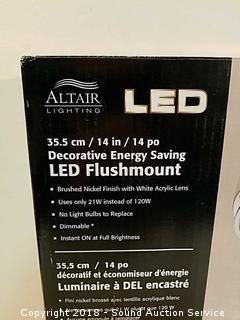 ALTAIR
LIGHTING
LED
35.5 cm / 14 in / 14 po
Decorative Energy Saving
LED Flushmount
• Brushed Nickel Finish with White Acrylic Lens
• Uses only 21W instead of 120W
• No Light Bulbs to Replace
• Dimmable *
• Instant ON at Full Brightness
35,5 cm / 14 po
décoratif et économiseur d'énergie
Luminaire à DEL encastré
• Fini nickel brossé avec lentille acrylique blanc
120 W
Copyright 2018 - Sound Auction Service